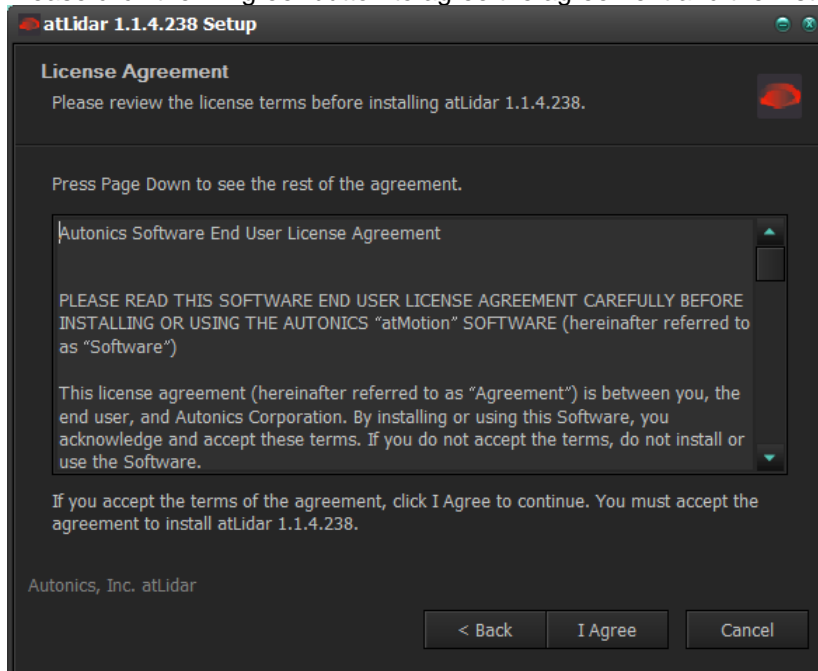 atLidar 1.1.4.238 Setup
License Agreement
Please review the license terms before installing atLidar 1.1.4.238.
Press Page Down to see the rest of the agreement.
Autonics Software End User License Agreement
PLEASE READ THIS SOFTWARE END USER LICENSE AGREEMENT CAREFULLY BEFORE
INSTALLING OR USING THE AUTONICS “atMotion” SOFTWARE (hereinafter referred to
as “Software”)
This license agreement (hereinafter referred to as “Agreement”) is between you, the
end user, and Autonics Corporation. By installing or using this Software, you
acknowledge and accept these terms. If you do not accept the terms, do not install or
use the Software.
If you accept the terms of the agreement, click I Agree to continue. You must accept the
agreement to install atLidar 1.1.4.238.
Autonics, Inc. atLidar
< Back
I Agree
Cancel